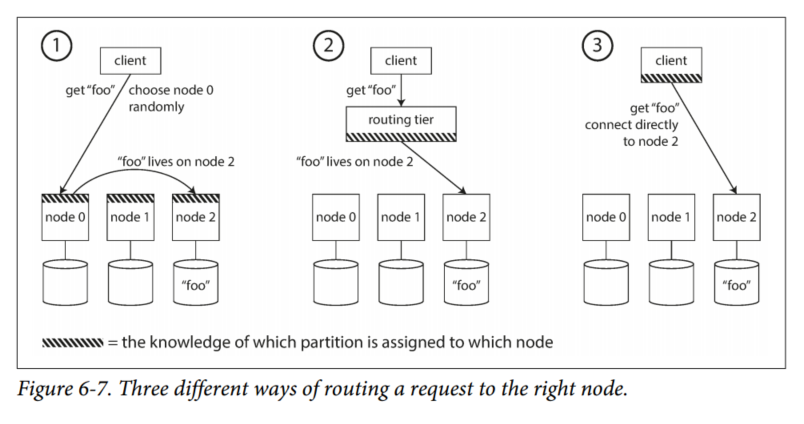 1
client
get “foo”
choose node 0
randomly
“foo” lives on node 2
node 0
node 1
node 2
“foo”
2
client
get “foo”
routing tier
“foo” lives on node 2
node 0
node 1
node 2
“foo”
3
client
get “foo”
connect directly
to node 2
node 0
node 1
node 2
“foo”
= the knowledge of which partition is assigned to which node
Figure 6-7. Three different ways of routing a request to the right node.